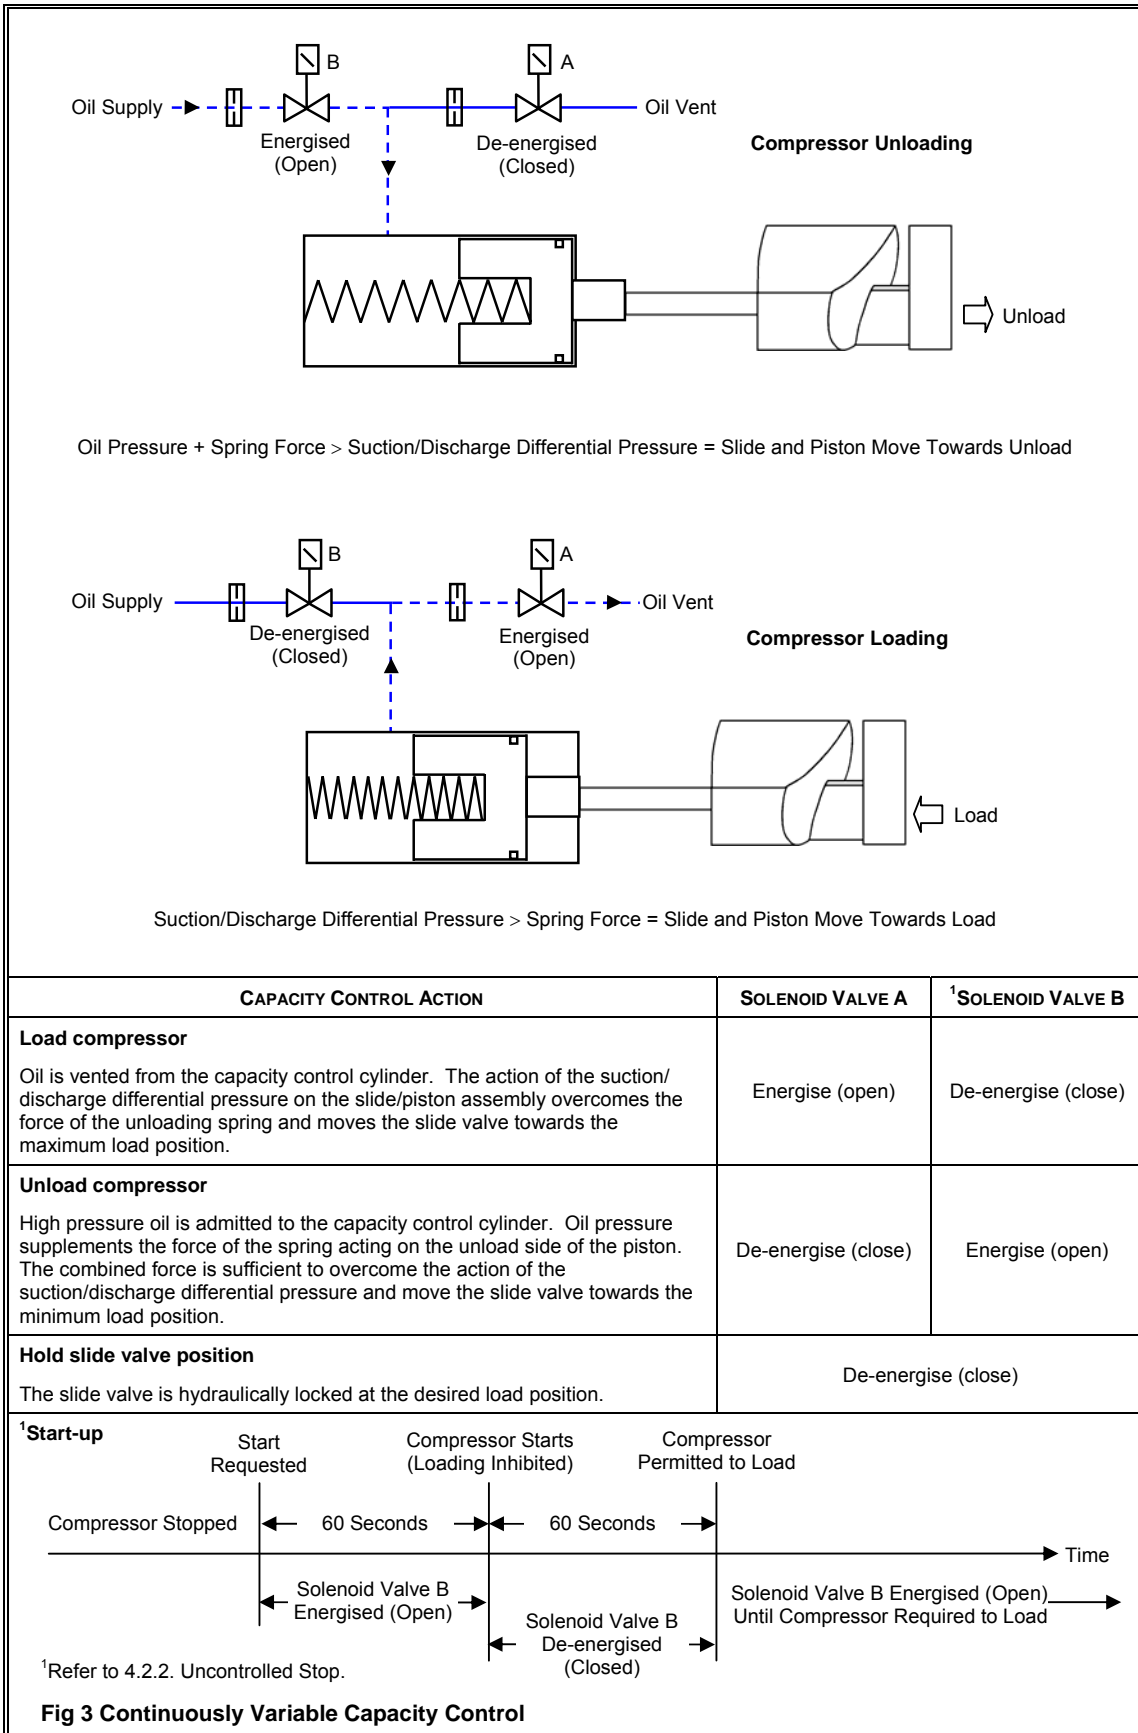 B
A
Oil Supply
Oil Vent
Energised
(Open)
De-energised
(Closed)
Compressor Unloading
Unload
Oil Pressure + Spring Force > Suction/Discharge Differential Pressure = Slide and Piston Move Towards Unload
B
A
Oil Supply
Oil Vent
De-energised
(Closed)
Energised
(Open)
Compressor Loading
Load
Suction/Discharge Differential Pressure > Spring Force = Slide and Piston Move Towards Load
CAPACITY CONTROL ACTION
SOLENOID VALVE A
¹SOLENOID VALVE B
Load compressor
Oil is vented from the capacity control cylinder. The action of the suction/
discharge differential pressure on the slide/piston assembly overcomes the
force of the unloading spring and moves the slide valve towards the
maximum load position.
Energise (open)
De-energise (close)
Unload compressor
High pressure oil is admitted to the capacity control cylinder. Oil pressure
supplements the force of the spring acting on the unload side of the piston.
The combined force is sufficient to overcome the action of the
suction/discharge differential pressure and move the slide valve towards the
minimum load position.
De-energise (close)
Energise (open)
Hold slide valve position
The slide valve is hydraulically locked at the desired load position.
De-energise (close)
¹Start-up
Start
Requested
Compressor Starts
(Loading Inhibited)
Compressor
Permitted to Load
Compressor Stopped
60 Seconds
60 Seconds
Time
Solenoid Valve B
Energised (Open)
Solenoid Valve B
De-energised
(Closed)
Solenoid Valve B Energised (Open)
Until Compressor Required to Load
¹Refer to 4.2.2. Uncontrolled Stop.
Fig 3 Continuously Variable Capacity Control